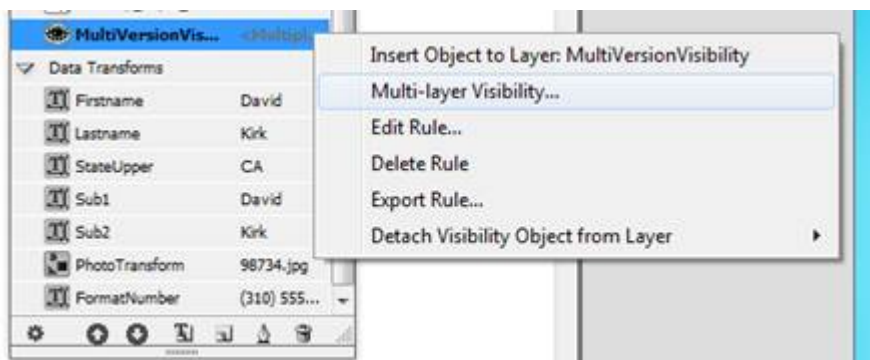 MultiVersionVis... <Multiple
Insert Object to Layer: MultiVersionVisibility
Data Transforms
Multi-layer Visibility...
Firstname David
Edit Rule...
Lastname Kirk
Delete Rule
StateUpper CA
Export Rule...
Sub1 David
Detach Visibility Object from Layer
Sub2 Kirk
PhotoTransform 98734.jpg
FormatNumber (310) 555...